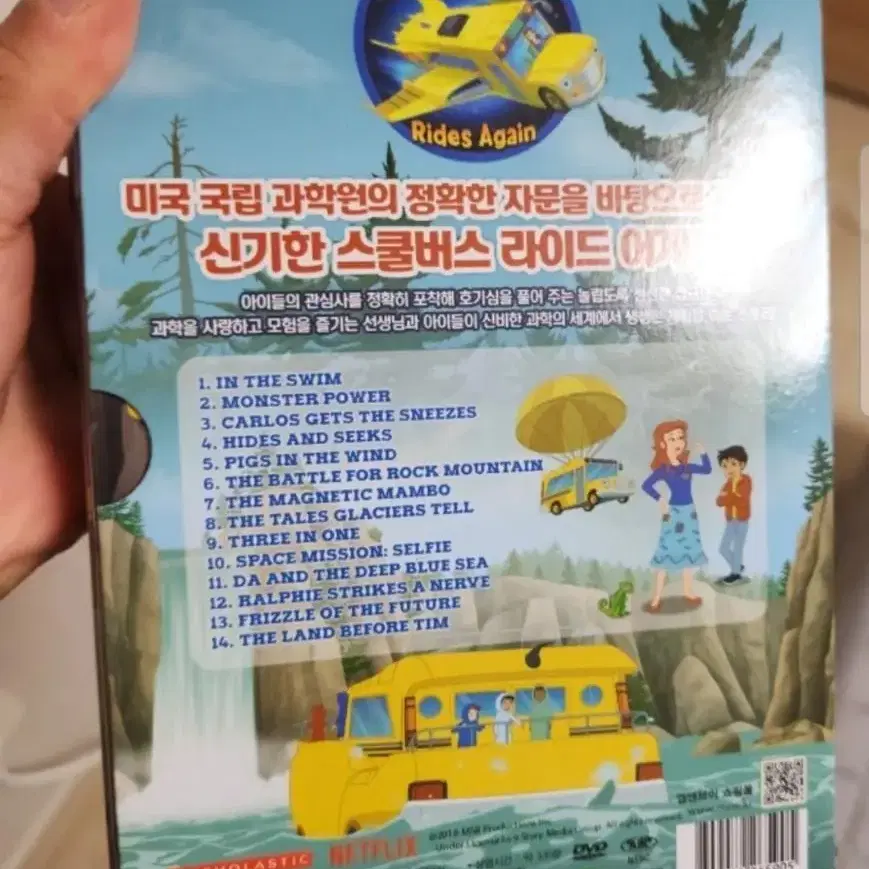 Rides Again
미국 국립 과학원의 정확한 자문을 바탕으로
신기한 스쿨버스 라이드 어게
아이들의 관심사를 정확히 포착해 호기심을 풀어 주는 놀랍도록
과학을 사랑하고 모험을 즐기는 선생님과 아이들이 신비한 과학의 세계에서
1. IN THE SWIM
2. MONSTER POWER
3. CARLOS GETS THE SNEEZES
4. HIDES AND SEEKS
5. PIGS IN THE WIND
6. THE BATTLE FOR ROCK MOUNTAIN
7. THE MAGNETIC MAMBO
8. THE TALES GLACIERS TELL
9. THREE IN ONE
10. SPACE MISSION: SELFIE
11. DA AND THE DEEP BLUE SEA
12. RALPHIE STRIKES A NERVE
13. FRIZZLE OF THE FUTURE
14. THE LAND BEFORE TIM
쇼핑몰
SCHOLASTIC
NETFLIX
DVD